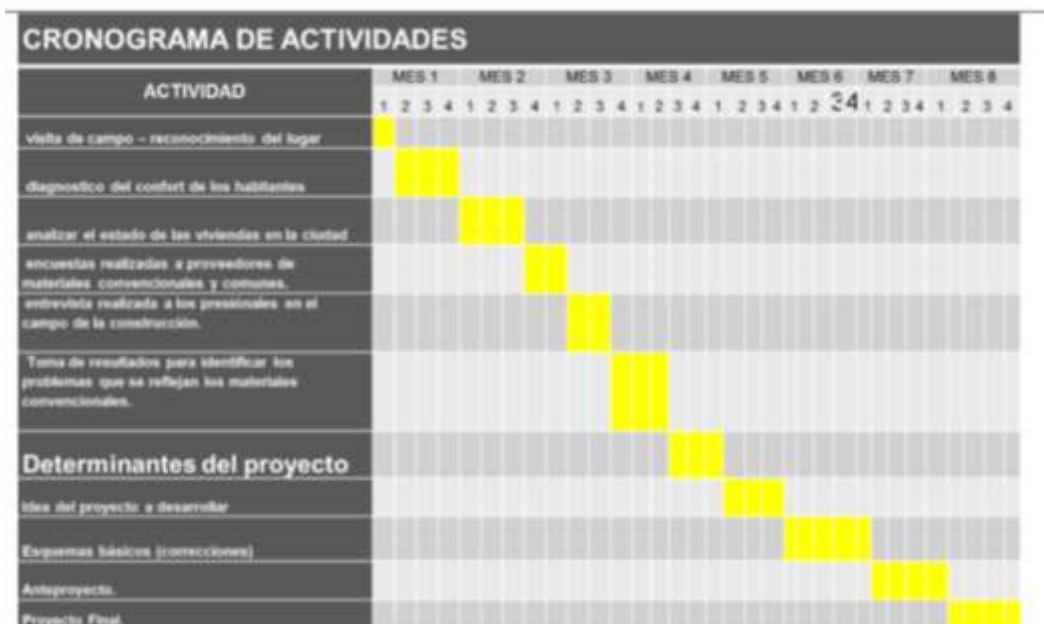 CRONOGRAMA DE ACTIVIDADES
ACTIVIDAD
MES 1 MES 2 MES 3 MES 4 MES 5 MES 6 MES 7 MES 8
1 2 3 4 1 2 3 4 1 2 3 4 1 2 3 4 1 2 3 4 1 2 34 1 2 3 4 1 2 3 4
visita de campo – reconocimiento del lugar
diagnostico del confort de los habitantes
analizar el estado de las viviendas en la ciudad
encuestas realizadas a proveedores de
materiales convencionales y comunes.
entrevista realizada a los presiónales en el
campo de la construcción.
Toma de resultados para identificar los
problemas que se reflejan los materiales
convencionales.
Determinantes del proyecto
Idea del proyecto a desarrollar
Esquemas básicos (correcciones)
Anteproyecto.
Proyecto Final.